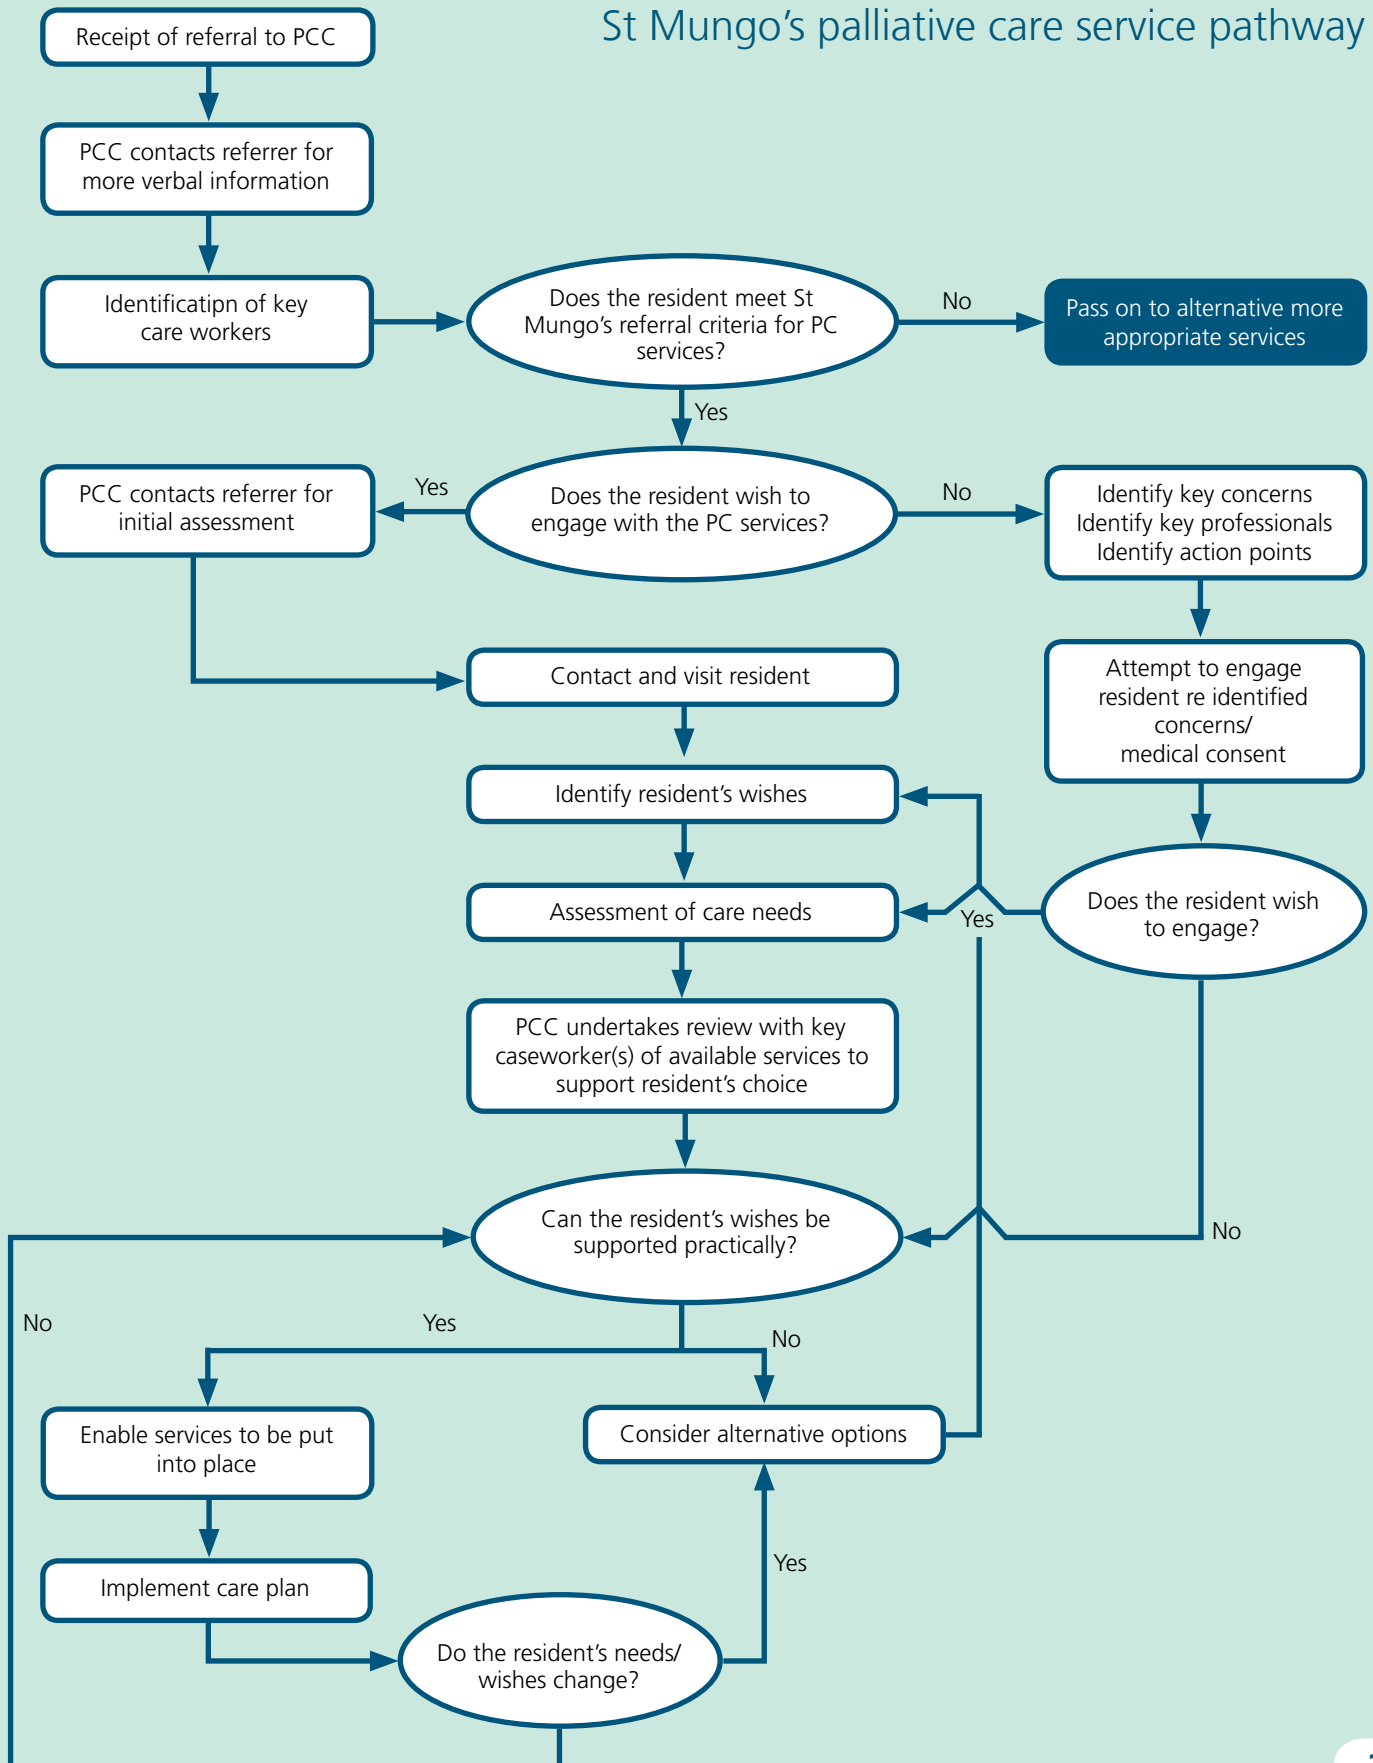 St Mungo's palliative care service pathway
Receipt of referral to PCC
PCC contacts referrer for
more verbal information
Identificatipn of key
care workers
Does the resident meet St
Mungo's referral criteria for PC
services?
No
Pass on to alternative more
appropriate services
Yes
PCC contacts referrer for
initial assessment
Yes
Does the resident wish to
engage with the PC services?
No
Identify key concerns
Identify key professionals
Identify action points
Contact and visit resident
Attempt to engage
resident re identified
concerns/
medical consent
Identify resident's wishes
Assessment of care needs
Yes
Does the resident wish
to engage?
PCC undertakes review with key
caseworker(s) of available services to
support resident's choice
Can the resident's wishes be
supported practically?
No
No
Yes
No
Enable services to be put
into place
Consider alternative options
Implement care plan
Yes
Do the resident's needs/
wishes change?